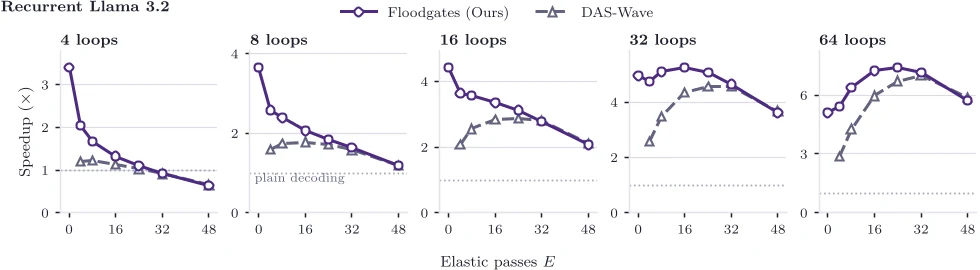 Recurrent Llama 3.2
Floodgates (Ours)
DAS-Wave
4 loops
8 loops
16 loops
32 loops
64 loops
Speedup (×)
3
2
1
0
4
2
0
plain decoding
4
2
0
4
2
0
6
3
0
0 16 32 48
0 16 32 48
0 16 32 48
0 16 32 48
0 16 32 48
Elastic passes E